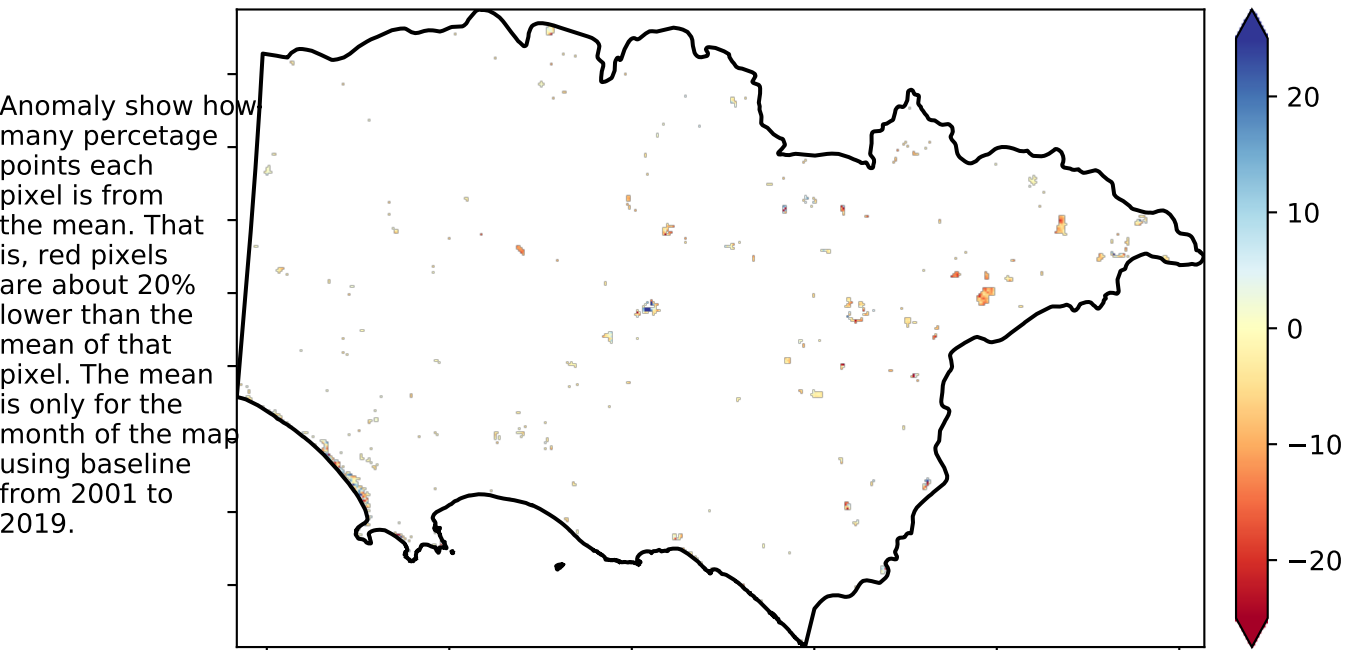 Anomaly show how
many percetage
points each
pixel is from
the mean. That
is, red pixels
are about 20%
lower than the
mean of that
pixel. The mean
is only for the
month of the map
using baseline
from 2001 to
2019.
20
10
0
−10
−20